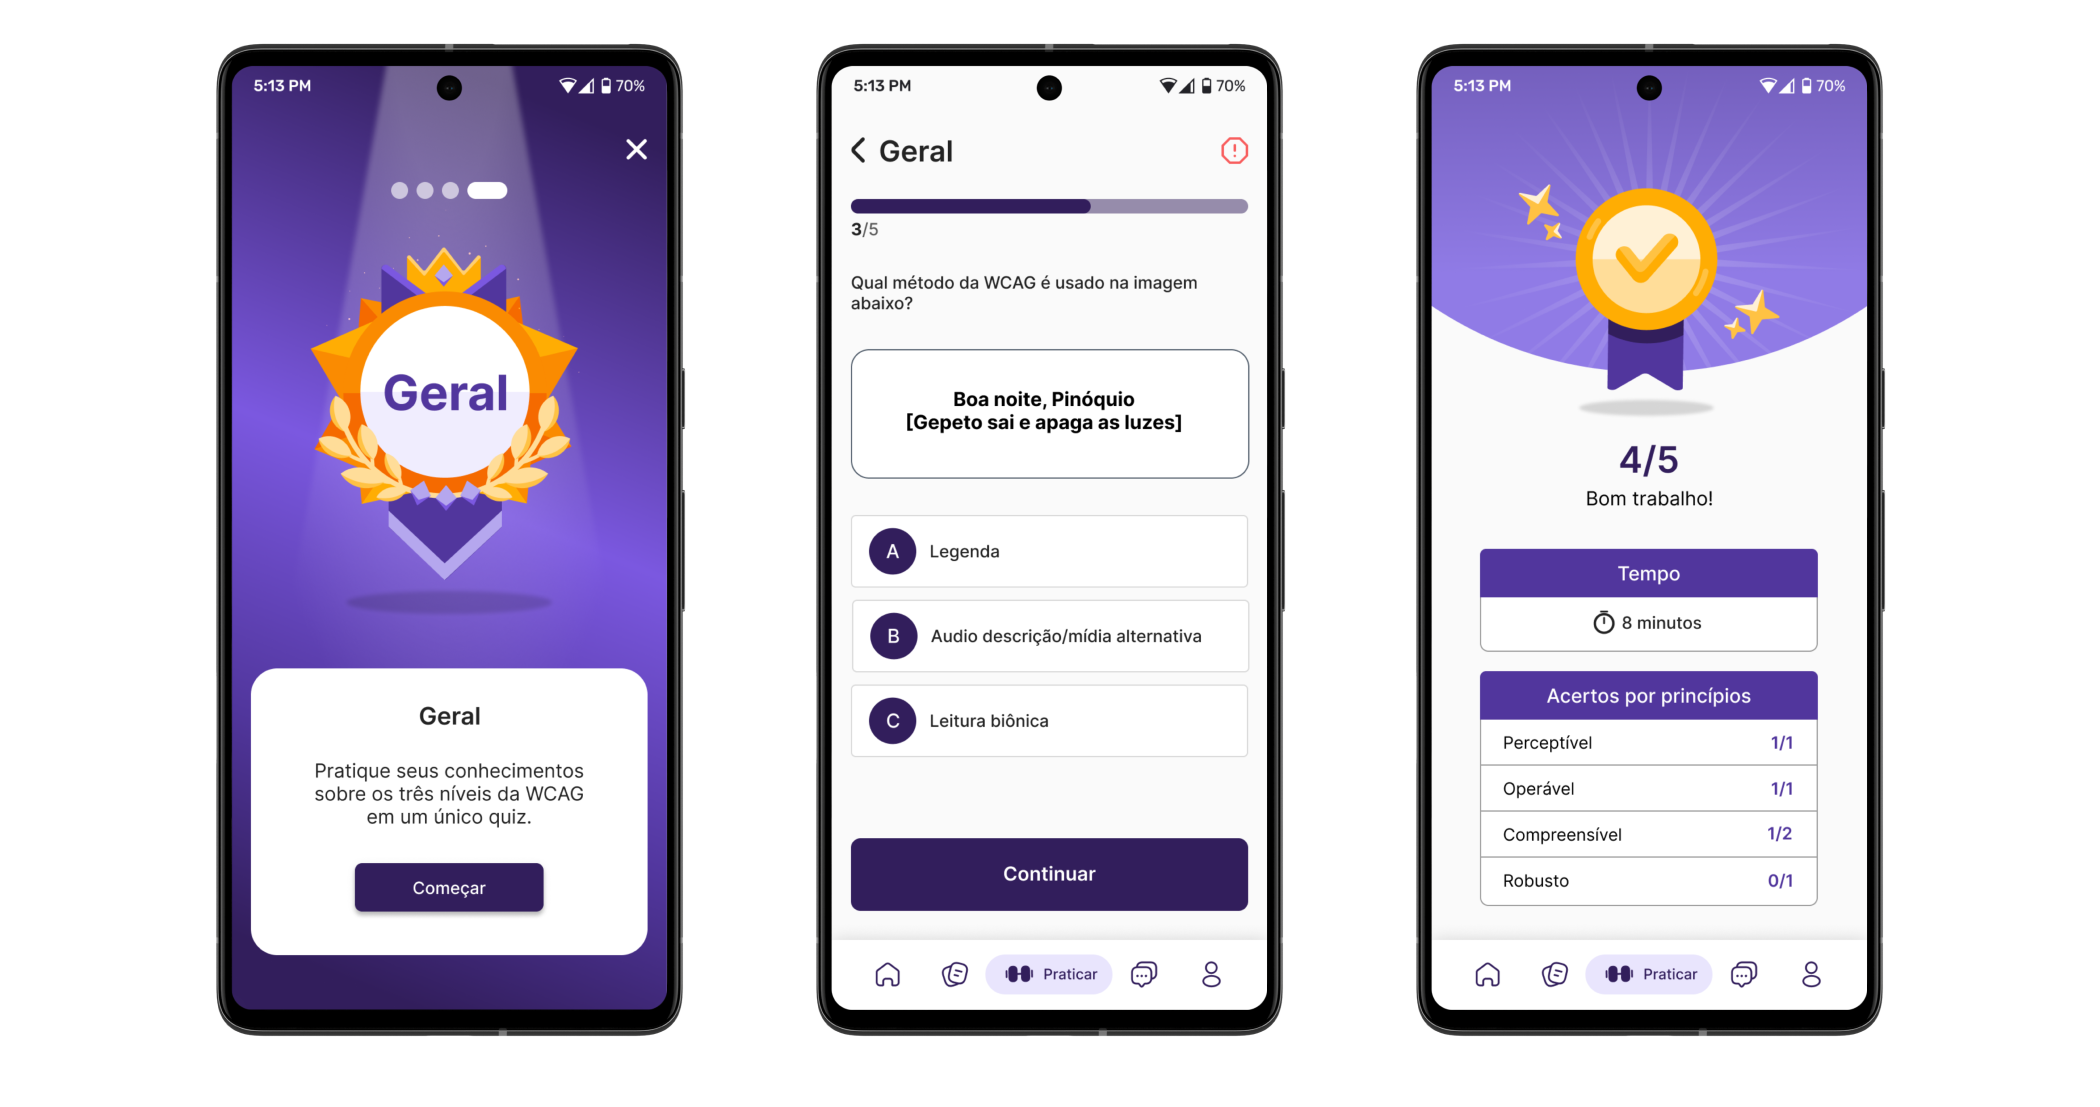 5:13 PM
70%
Geral
Geral
Pratique seus conhecimentos
sobre os três níveis da WCAG
em um único quiz.
Começar
5:13 PM
70%
Geral
3/5
Qual método da WCAG é usado na imagem
abaixo?
Boa noite, Pinóquio
[Gepeto sai e apaga as luzes]
A Legenda
B Audio descrição/mídia alternativa
C Leitura biônica
Continuar
Praticar
5:13 PM
70%
4/5
Bom trabalho!
Tempo
8 minutos
Acertos por princípios
Perceptível 1/1
Operável 1/1
Compreensível 1/2
Robusto 0/1
Praticar